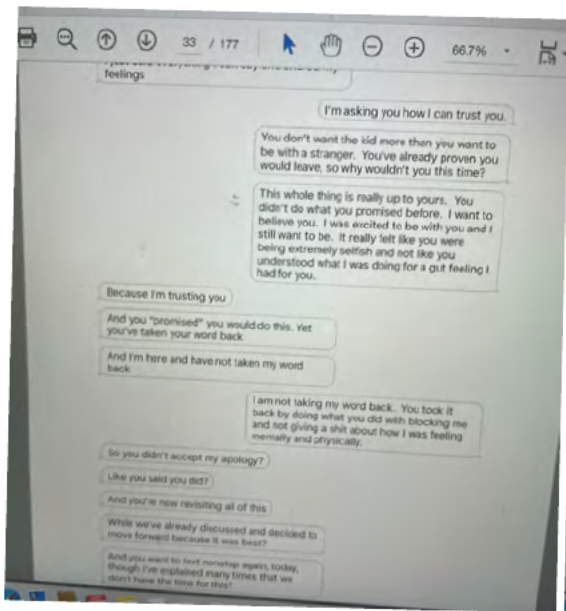 33 / 177
66.7%
feelings
I'm asking you how I can trust you.
You don't want the kid more than you want to
be with a stranger. You've already proven you
would leave, so why wouldn't you this time?
This whole thing is really up to yours. You
didn't do what you promised before. I want to
believe you. I was excited to be with you and I
still want to be. It really felt like you were
being extremely selfish and not like you
understood what I was doing for a gut feeling I
had for you.
Because I'm trusting you
And you "promised" you would do this. Yet
you've taken your word back
And I'm here and have not taken my word
back
I am not taking my word back. You took it
back by doing what you did with blocking me
and not giving a shit about how I was feeling
mentally and physically.
So you didn't accept my apology?
Like you said you did?
And you're now revisiting all of this
While we've already discussed and decided to
move forward because it was best?
And you want to text nonstop again, today,
though I've explained many times that we
don't have the time for this?